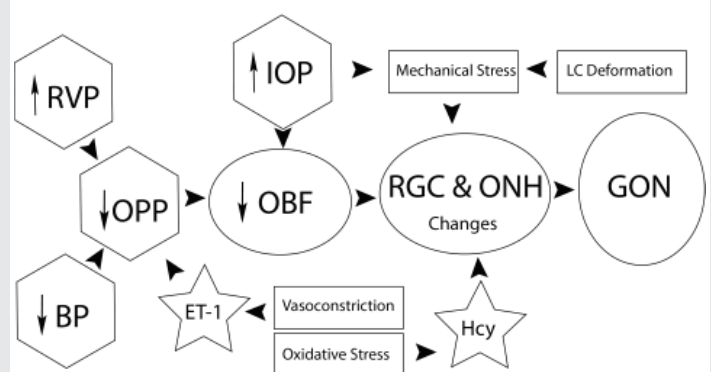 ↑ IOP
Mechanical Stress
LC Deformation
↑ RVP
↓ OPP
↓ OBF
RGC & ONH
Changes
GON
↓ BP
ET-1
Vasoconstriction
Oxidative Stress
Hcy